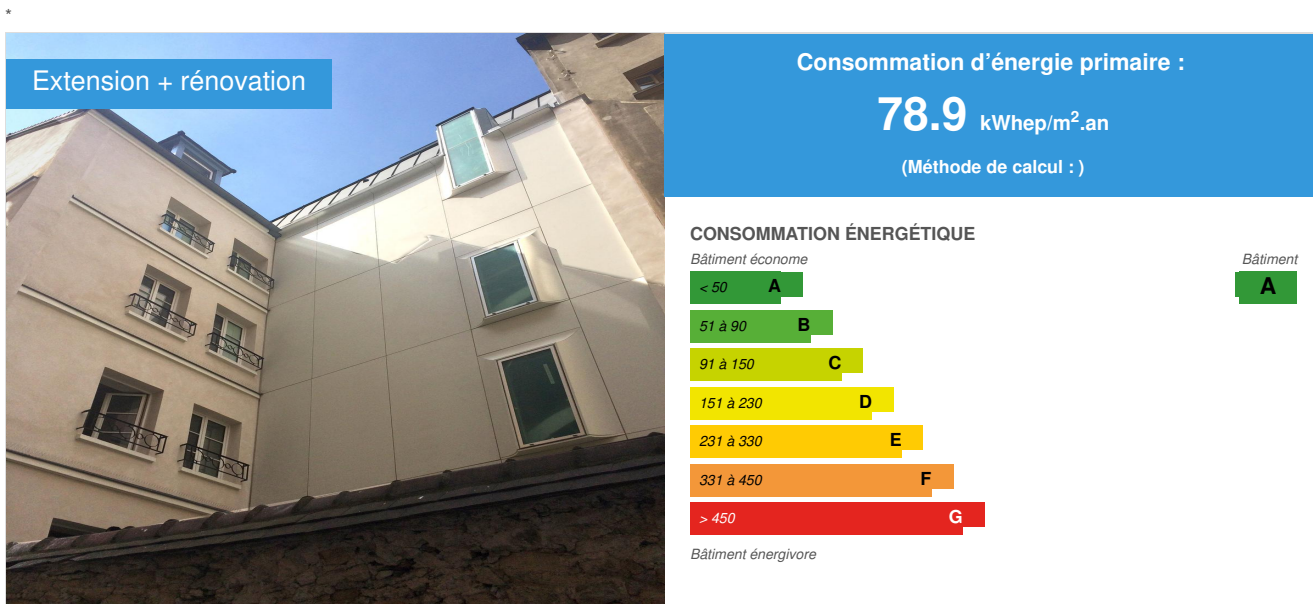 *
Extension + rénovation
Consommation d'énergie primaire :
78.9 kWhep/m².an
(Méthode de calcul : )
CONSOMMATION ÉNERGÉTIQUE
Bâtiment économe
Bâtiment
< 50 A
A
51 à 90 B
91 à 150 C
151 à 230 D
231 à 330 E
331 à 450 F
> 450 G
Bâtiment énergivore